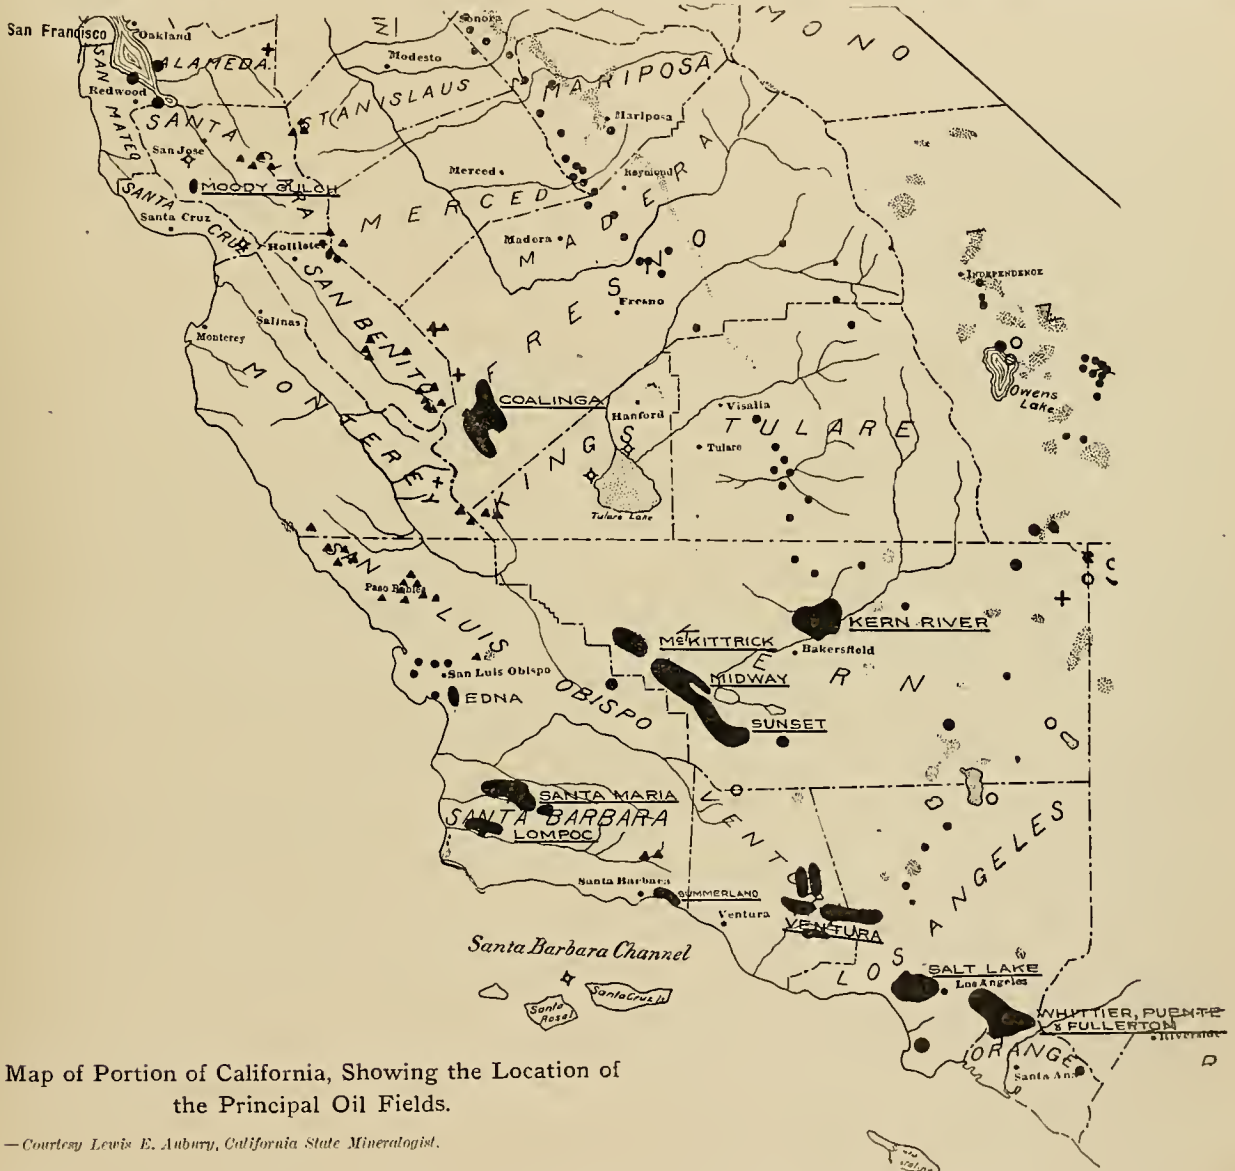 San Francisco
Oakland
Sonora
MONO
Modesto
ALAMEDA
SAN MATEO
Redwood
STANISLAUS
MARIPOSA
Mariposa
SANTA CLARA
San Jose
Merced
Raymond
MOODY GULCH
SANTA CRUZ
Santa Cruz
MERCED
MADERA
Madora
Hollister
INDEPENDENCE
SAN BENITO
FRESNO
Fresno
Salinas
Monterey
MONTEREY
Owens
Lake
COALINGA
Hanford
Visalia
TULARE
Tulare
KINGS
Tulare Lake
SAN LUIS OBISPO
Paso Robles
KERN RIVER
McKITTRICK
Bakersfield
KERN
San Luis Obispo
MIDWAY
EDNA
SUNSET
SANTA MARIA
SANTA BARBARA
LOMPOC
VENT
LOS ANGELES
Santa Barbara
SUMMERLAND
Ventura
VENTURA
Santa Barbara Channel
SALT LAKE
Los Angeles
Santa Cruz Is
Santa
Rosa I
WHITTIER, PUENTE
& FULLERTON
Riverside
ORANGE
Santa Ana
Map of Portion of California, Showing the Location of
the Principal Oil Fields.
—Courtesy Lewis E. Aubury, California State Mineralogist.